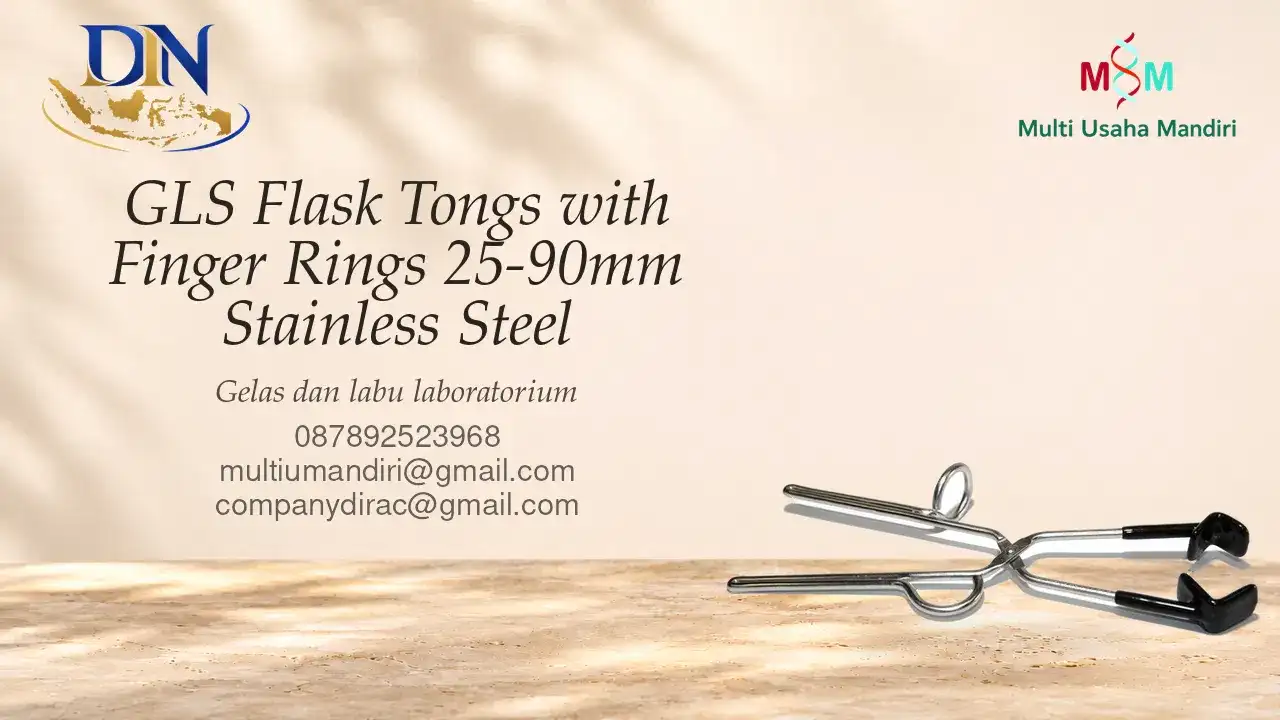 DIN
MSM
Multi Usaha Mandiri
GLS Flask Tongs with
Finger Rings 25-90mm
Stainless Steel
Gelas dan labu laboratorium
087892523968
multiumandiri@gmail.com
companydirac@gmail.com